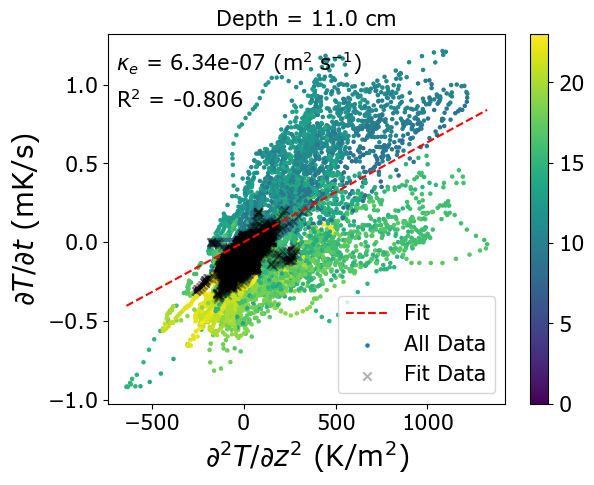 Depth = 11.0 cm
κₑ = 6.34e-07 (m² s⁻¹)
R² = -0.806
∂T/∂t (mK/s)
1.0
0.5
0.0
−0.5
−1.0
Fit
All Data
Fit Data
−500
0
500
1000
∂²T/∂z² (K/m²)
20
15
10
5
0